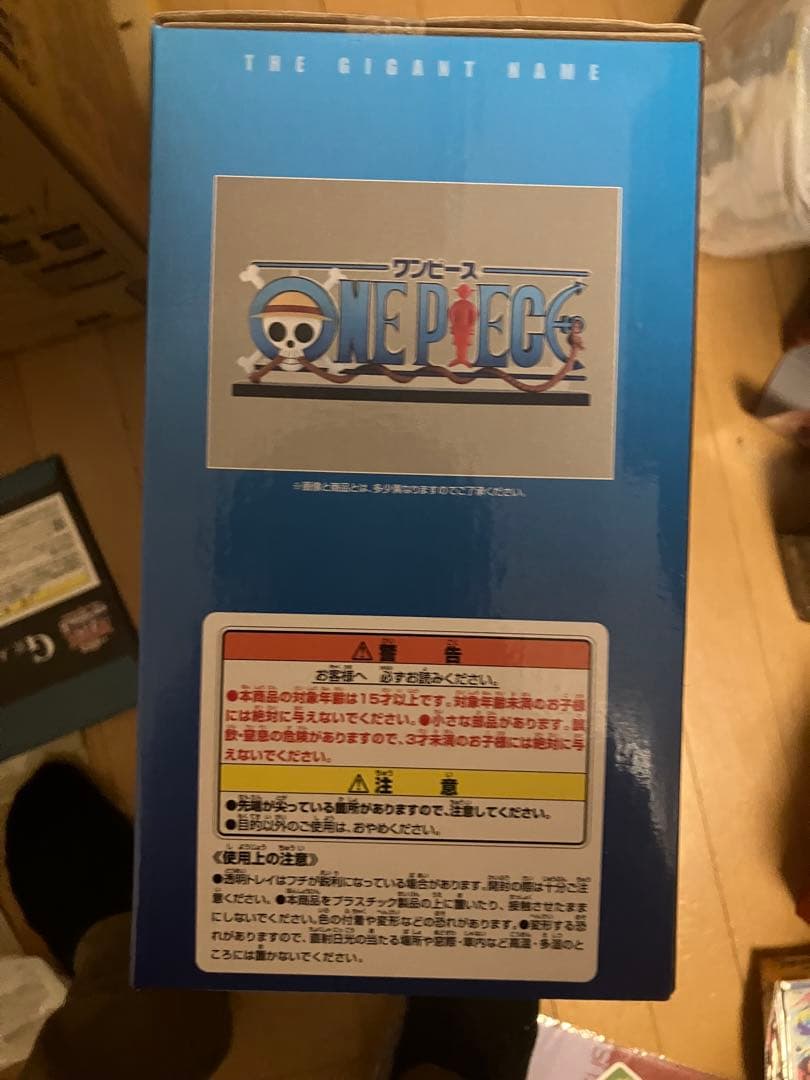 THE GIGANT NAME
ワンピース
ONE PIECE
※画像と商品とは、多少異なりますのでご了承ください。
⚠警告
お客様へ 必ずお読みください。
●本商品の対象年齢は15才以上です。対象年齢未満のお子様
には絶対に与えないでください。●小さな部品があります。誤
飲・窒息の危険がありますので、3才未満のお子様には絶対に与
えないでください。
⚠注意
●先端が尖っている箇所がありますので、注意してください。
●目的以外のご使用は、おやめください。
《使用上の注意》
●透明トレイはフチが鋭利になっている場合があります。開封の際は十分ご注
意ください。●本商品をプラスチック製品の上に置いたり、接触させたまま
にしないでください。色の付着や変形などの恐れがあります。●変形する恐
れがありますので、直射日光の当たる場所や窓際・車内など高温・多湿のと
ころには置かないでください。